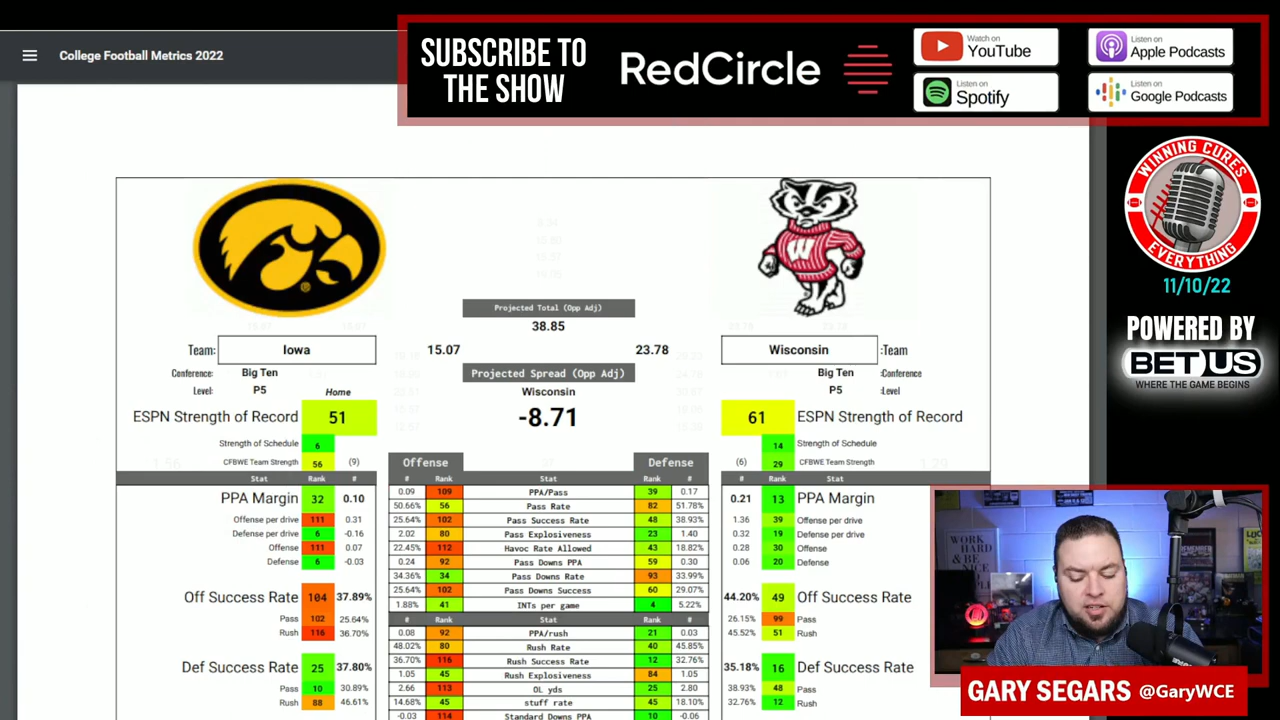 College Football Metrics 2022
SUBSCRIBE TO
THE SHOW
RedCircle
Watch on
YouTube
Listen on
Spotify
Listen on
Apple Podcasts
Listen on
Google Podcasts
WINNING CURES
EVERYTHING
11/10/22
POWERED BY
BETUS
WHERE THE GAME BEGINS
W
Projected Total (Opp Adj)
38.85
Team: Iowa 15.07 23.78 Wisconsin :Team
Projected Spread (Opp Adj)
Conference: Big Ten Big Ten :Conference
Level: P5 Home Wisconsin P5 :Level
ESPN Strength of Record 51 -8.71 61 ESPN Strength of Record
Strength of Schedule 6 14 Strength of Schedule
CFBWE Team Strength 56 (9) Offense Defense (6) 29 CFBWE Team Strength
Stat Rank # # Rank Stat Rank # # Rank Stat
PPA Margin 32 0.10 0.21 13 PPA Margin
Offense per drive 111 0.31 1.36 39 Offense per drive
Defense per drive 6 -0.16 0.32 19 Defense per drive
Offense 111 0.07 0.28 30 Offense
Defense 6 -0.03 0.06 20 Defense
Off Success Rate 104 37.89% 44.20% 49 Off Success Rate
Pass 102 25.64% 26.15% 99 Pass
Rush 116 36.70% 45.52% 51 Rush
Def Success Rate 25 37.80% 35.18% 16 Def Success Rate
Pass 10 30.89% 38.93% 48 Pass
Rush 88 46.61% 32.76% 12 Rush
0.09 109 PPA/Pass 39 0.17
50.66% 56 Pass Rate 82 51.78%
25.64% 102 Pass Success Rate 48 38.93%
2.02 80 Pass Explosiveness 23 1.40
22.45% 112 Havoc Rate Allowed 43 18.82%
0.24 92 Pass Downs PPA 59 0.30
34.36% 34 Pass Downs Rate 93 33.99%
25.64% 102 Pass Downs Success 60 29.07%
1.88% 41 INTs per game 4 5.22%
# Rank Stat Rank #
0.08 92 PPA/rush 21 0.03
48.02% 80 Rush Rate 40 45.85%
36.70% 116 Rush Success Rate 12 32.76%
1.05 45 Rush Explosiveness 84 1.05
2.66 113 OL yds 25 2.80
14.68% 45 stuff rate 45 18.10%
-0.03 114 Standard Downs PPA 10 -0.06
WORK
HARD
& BE
NICE
GARY SEGARS @GaryWCE